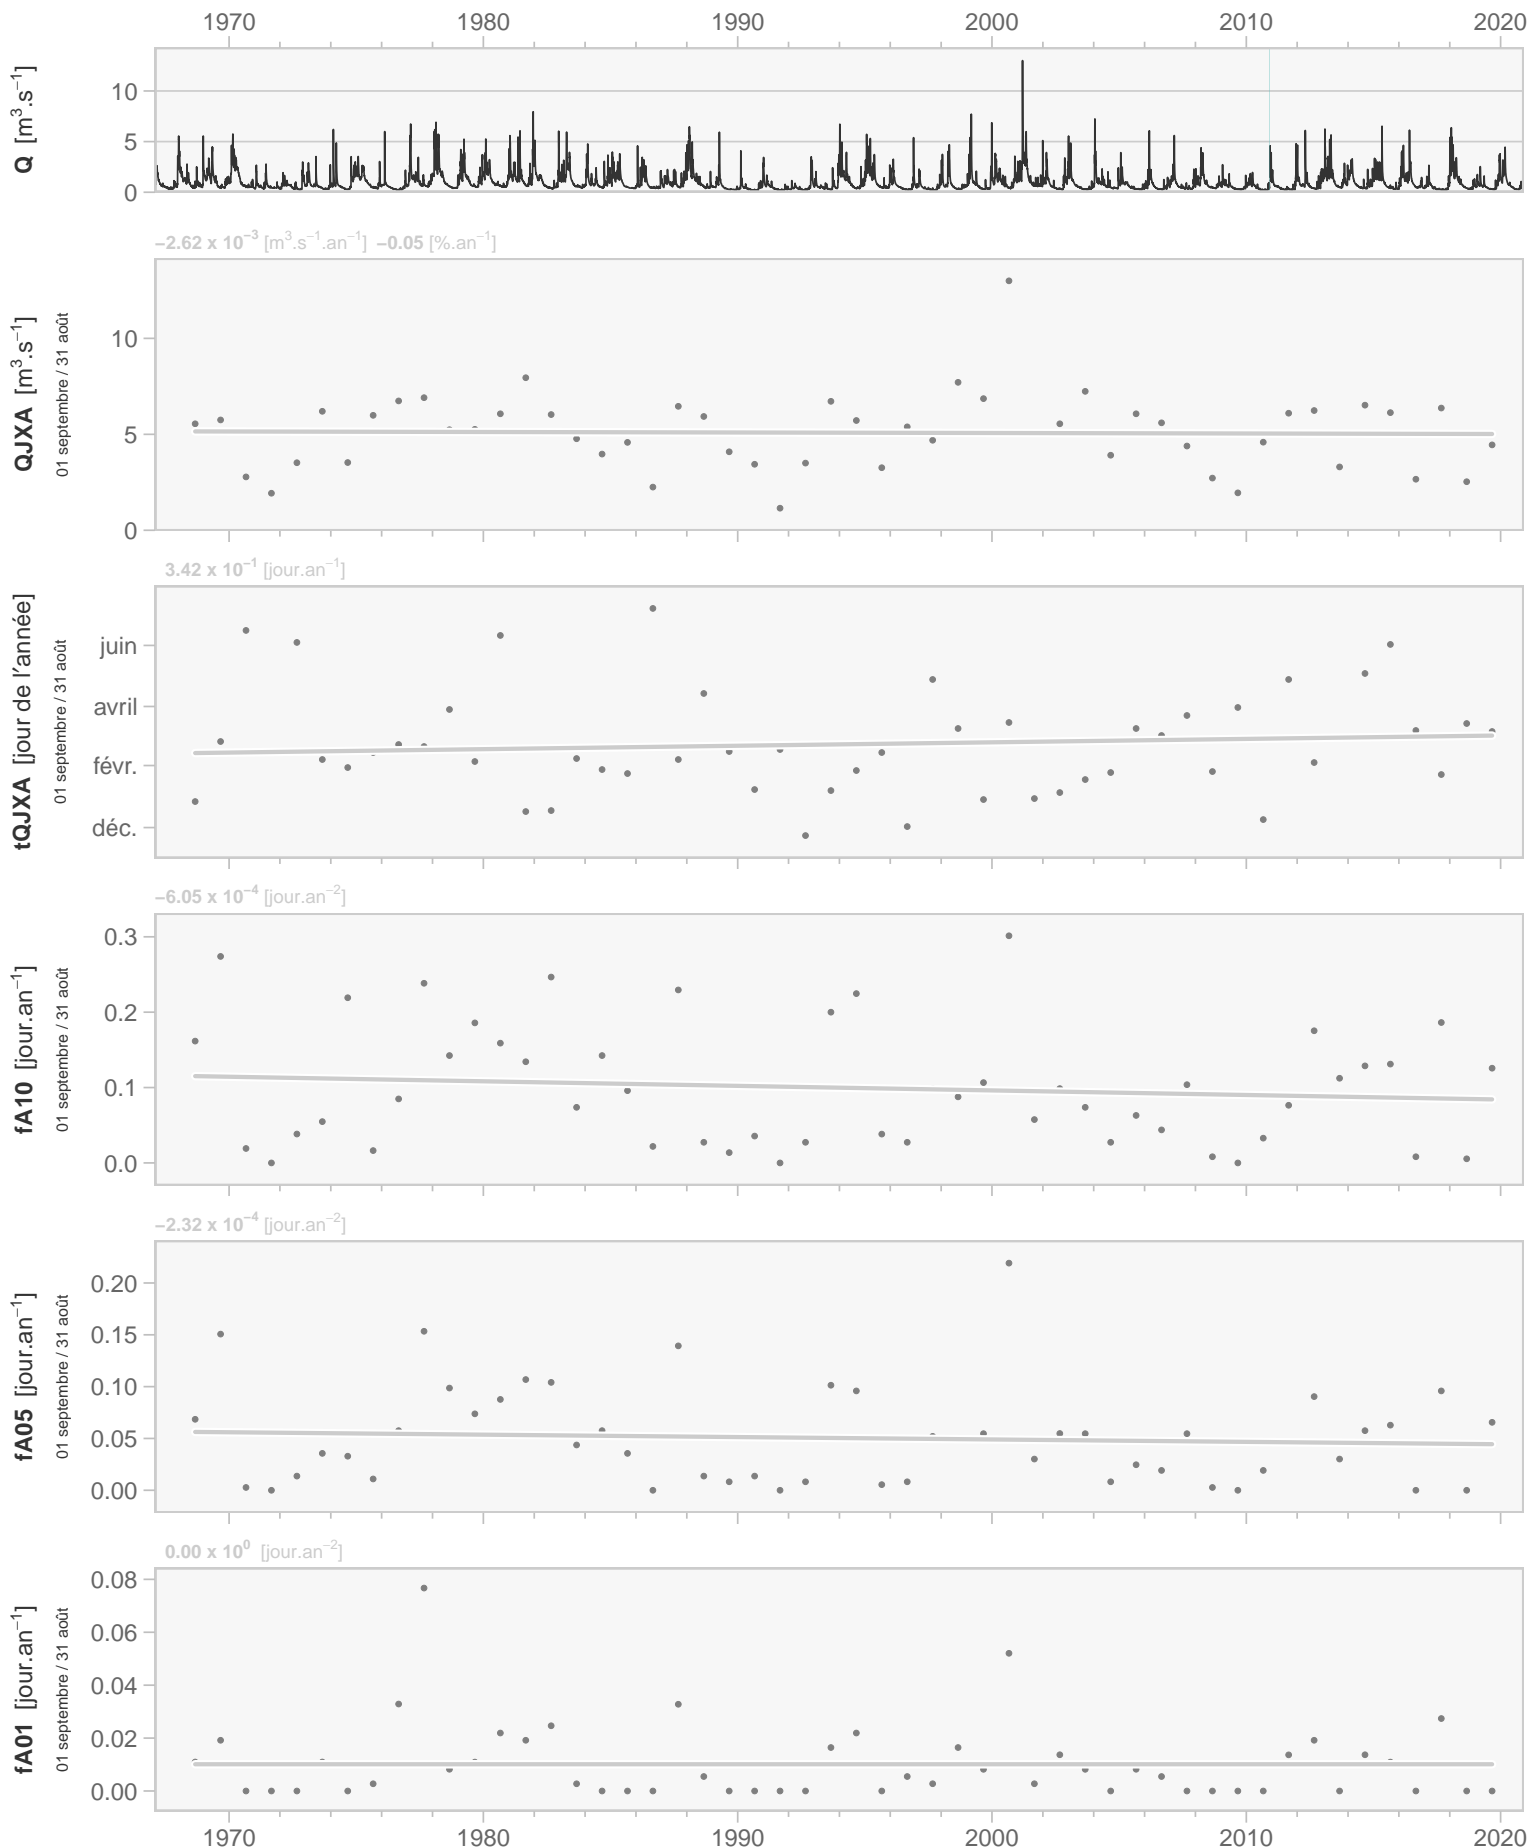 1970 1980 1990 2000 2010 2020
Q [m³.s⁻¹]
10
5
0
−2.62 x 10⁻³ [m³.s⁻¹.an⁻¹] −0.05 [%.an⁻¹]
QJXA [m³.s⁻¹]
01 septembre / 31 août
10
5
0
3.42 x 10⁻¹ [jour.an⁻¹]
tQJXA [jour de l'année]
01 septembre / 31 août
juin
avril
févr.
déc.
−6.05 x 10⁻⁴ [jour.an⁻²]
fA10 [jour.an⁻¹]
01 septembre / 31 août
0.3
0.2
0.1
0.0
−2.32 x 10⁻⁴ [jour.an⁻²]
fA05 [jour.an⁻¹]
01 septembre / 31 août
0.20
0.15
0.10
0.05
0.00
0.00 x 10⁰ [jour.an⁻²]
fA01 [jour.an⁻¹]
01 septembre / 31 août
0.08
0.06
0.04
0.02
0.00
1970 1980 1990 2000 2010 2020